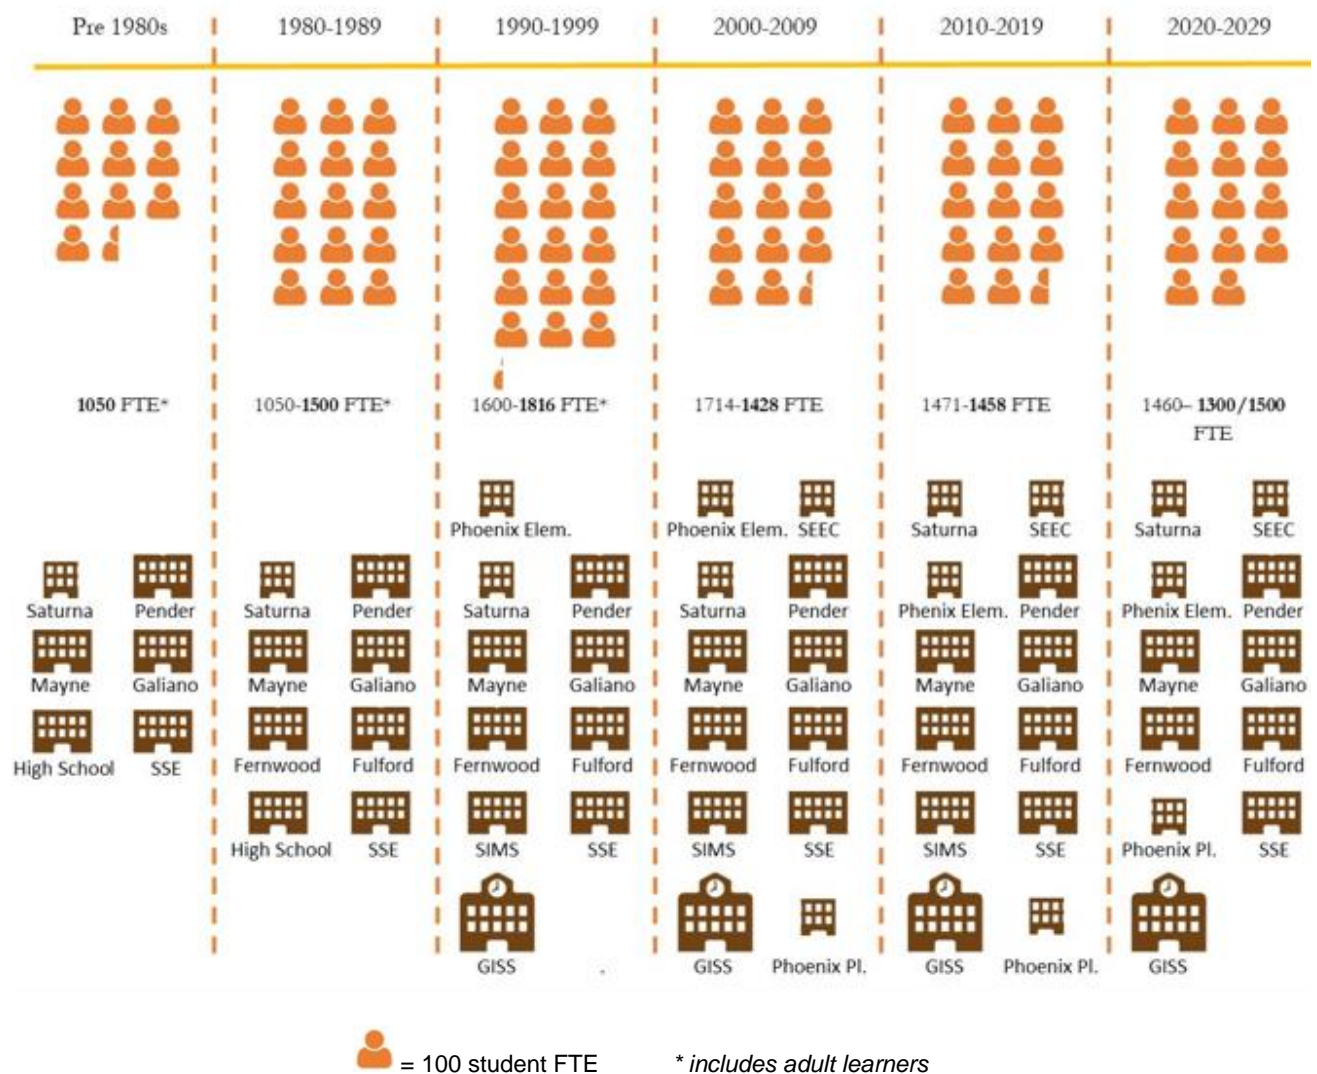 Pre 1980s 1980-1989 1990-1999 2000-2009 2010-2019 2020-2029
1050 FTE* 1050-1500 FTE* 1600-1816 FTE* 1714-1428 FTE 1471-1458 FTE 1460– 1300/1500
FTE
Phoenix Elem. Phoenix Elem. SEEC Saturna SEEC Saturna SEEC
Saturna Pender Saturna Pender Saturna Pender Saturna Pender Phenix Elem. Pender Phenix Elem. Pender
Mayne Galiano Mayne Galiano Mayne Galiano Mayne Galiano Mayne Galiano Mayne Galiano
High School SSE Fernwood Fulford Fernwood Fulford Fernwood Fulford Fernwood Fulford Fernwood Fulford
High School SSE SIMS SSE SIMS SSE SIMS SSE Phoenix Pl. SSE
GISS . GISS Phoenix Pl. GISS Phoenix Pl. GISS
= 100 student FTE * includes adult learners